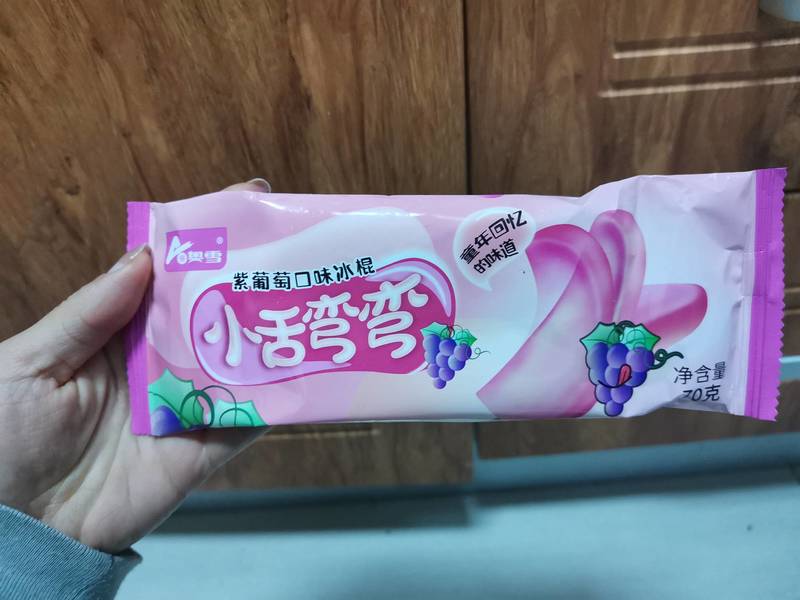 奥雪
®
紫葡萄口味冰棍
小舌弯弯
童年回忆
的味道
净含量
70克